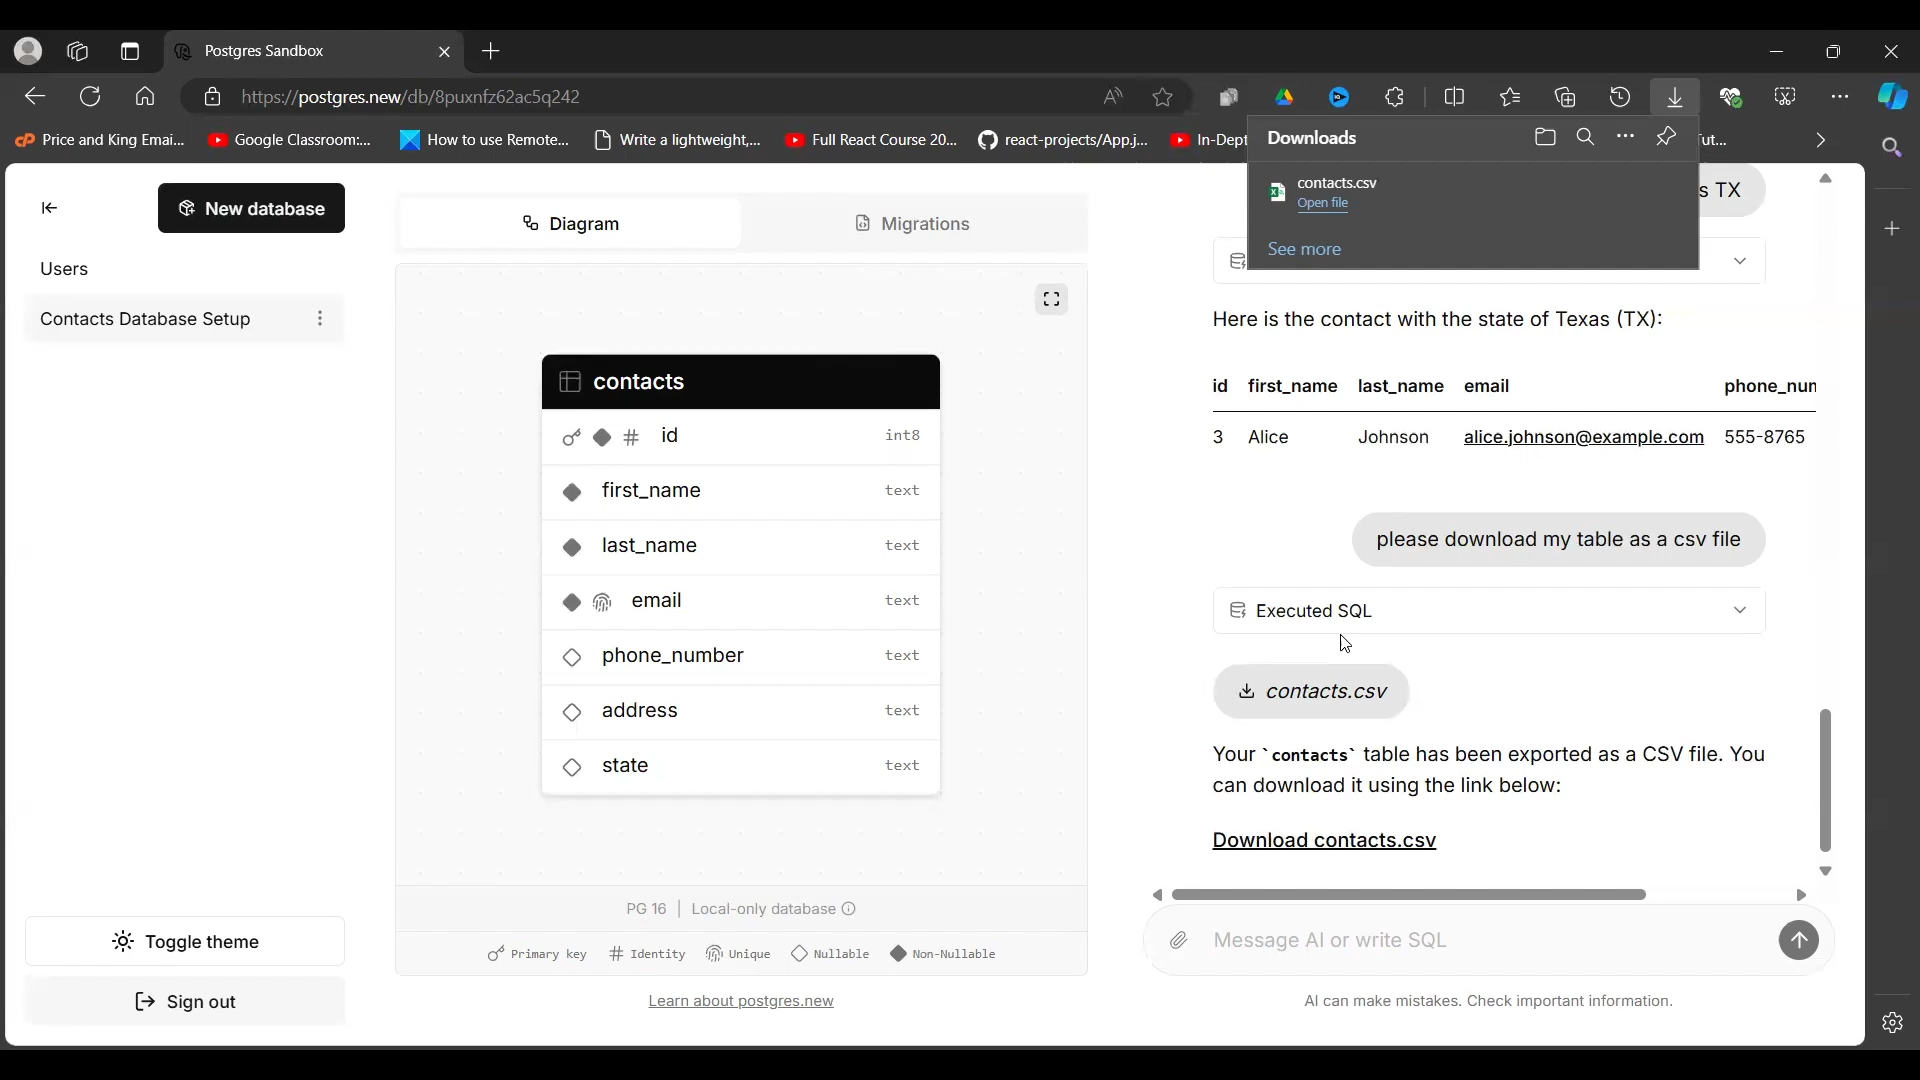 Postgres Sandbox
https://postgres.new/db/8puxnfz62ac5q242
Price and King Emai...
Google Classroom:...
How to use Remote...
Write a lightweight,...
Full React Course 20...
react-projects/App.j...
In-Dept
Tut...
Downloads
contacts.csv
Open file
See more
New database
Users
Contacts Database Setup
Toggle theme
Sign out
Diagram
Migrations
contacts
id int8
first_name text
last_name text
email text
phone_number text
address text
state text
PG 16 | Local-only database
Primary key # Identity Unique Nullable Non-Nullable
Learn about postgres.new
s TX
Here is the contact with the state of Texas (TX):
id first_name last_name email phone_num
3 Alice Johnson alice.johnson@example.com 555-8765
please download my table as a csv file
Executed SQL
contacts.csv
Your `contacts` table has been exported as a CSV file. You
can download it using the link below:
Download contacts.csv
Message AI or write SQL
AI can make mistakes. Check important information.